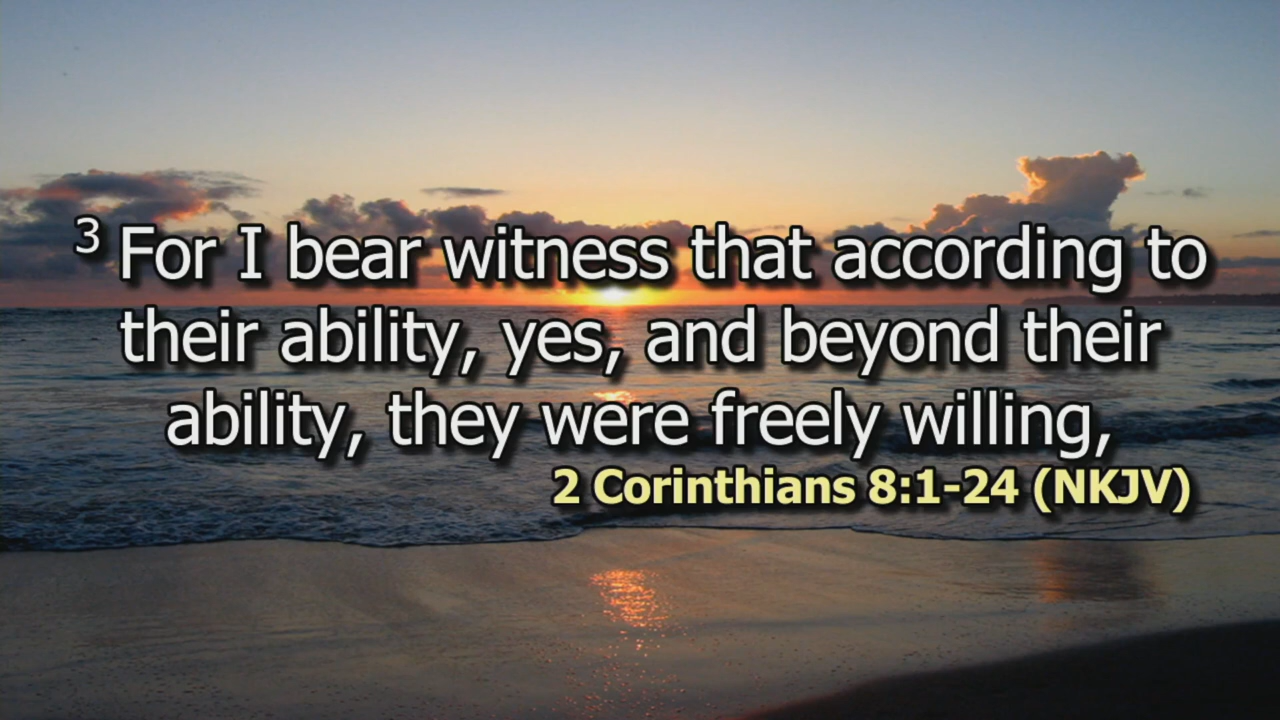 3 For I bear witness that according to
their ability, yes, and beyond their
ability, they were freely willing,
2 Corinthians 8:1-24 (NKJV)